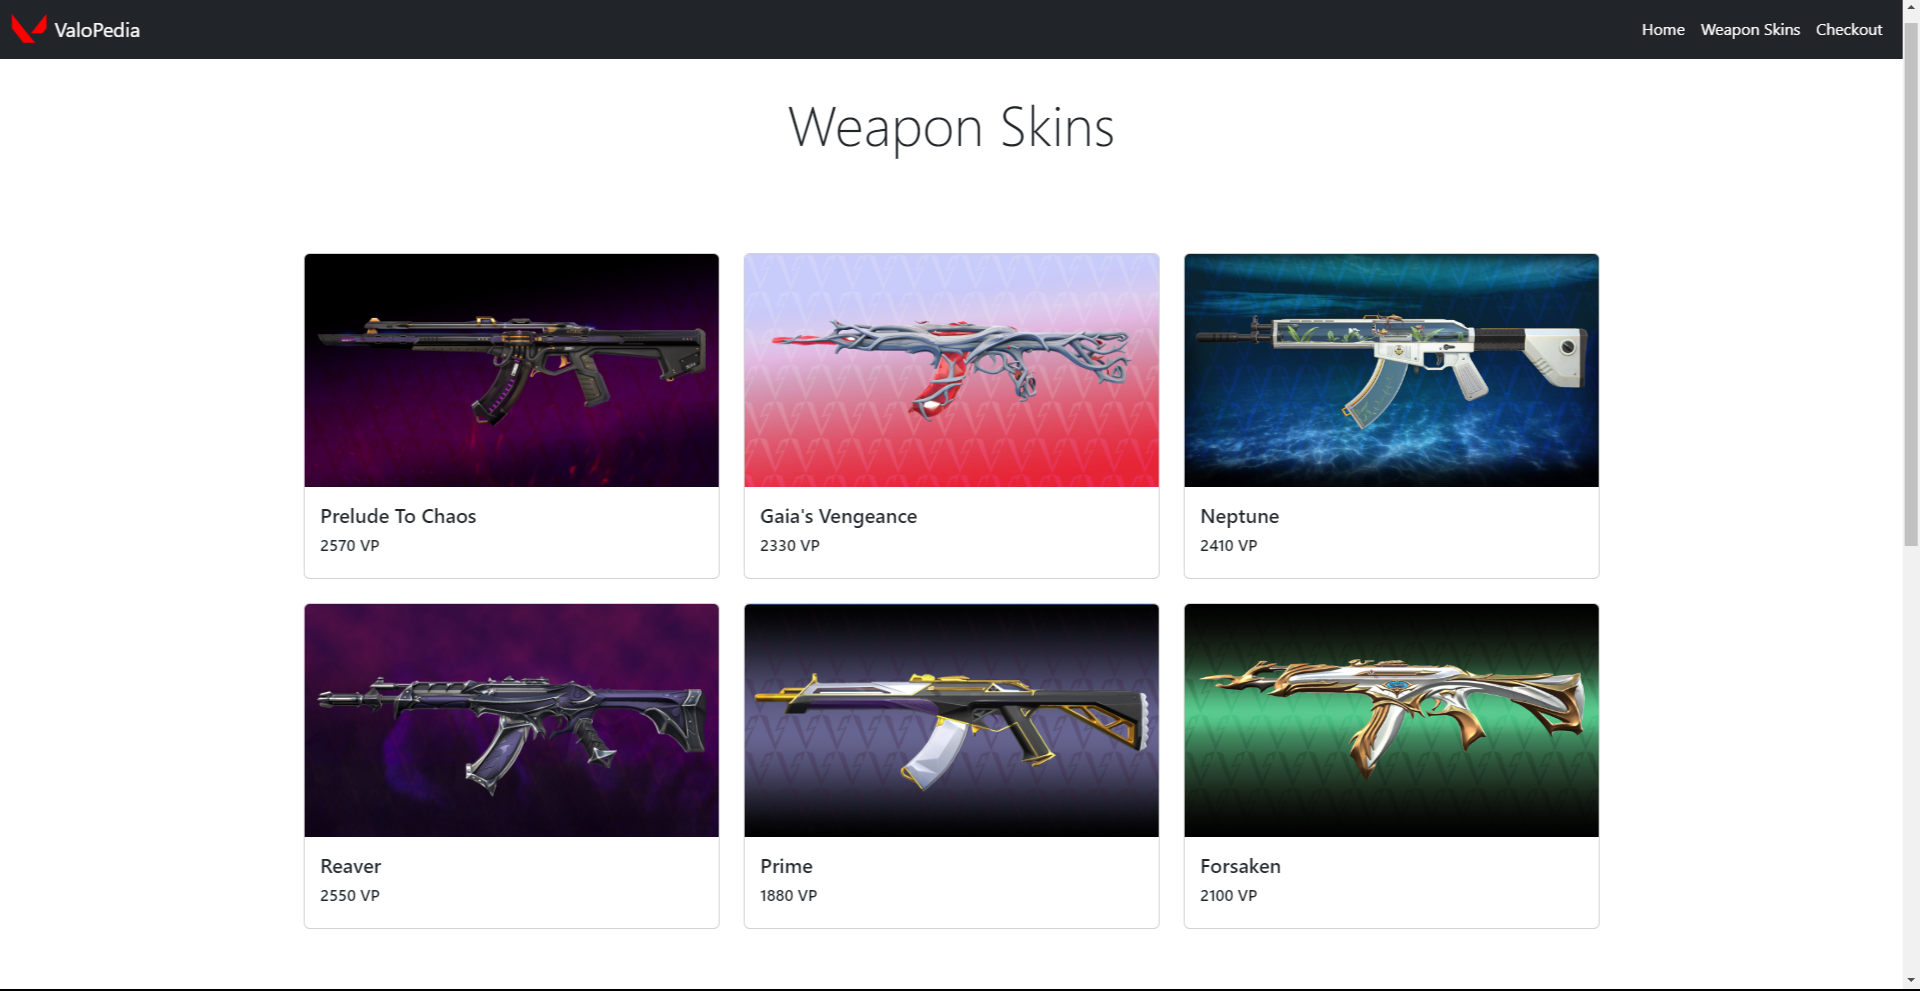 ValoPedia
Home Weapon Skins Checkout
Weapon Skins
Prelude To Chaos
2570 VP
Gaia's Vengeance
2330 VP
Neptune
2410 VP
Reaver
2550 VP
Prime
1880 VP
Forsaken
2100 VP